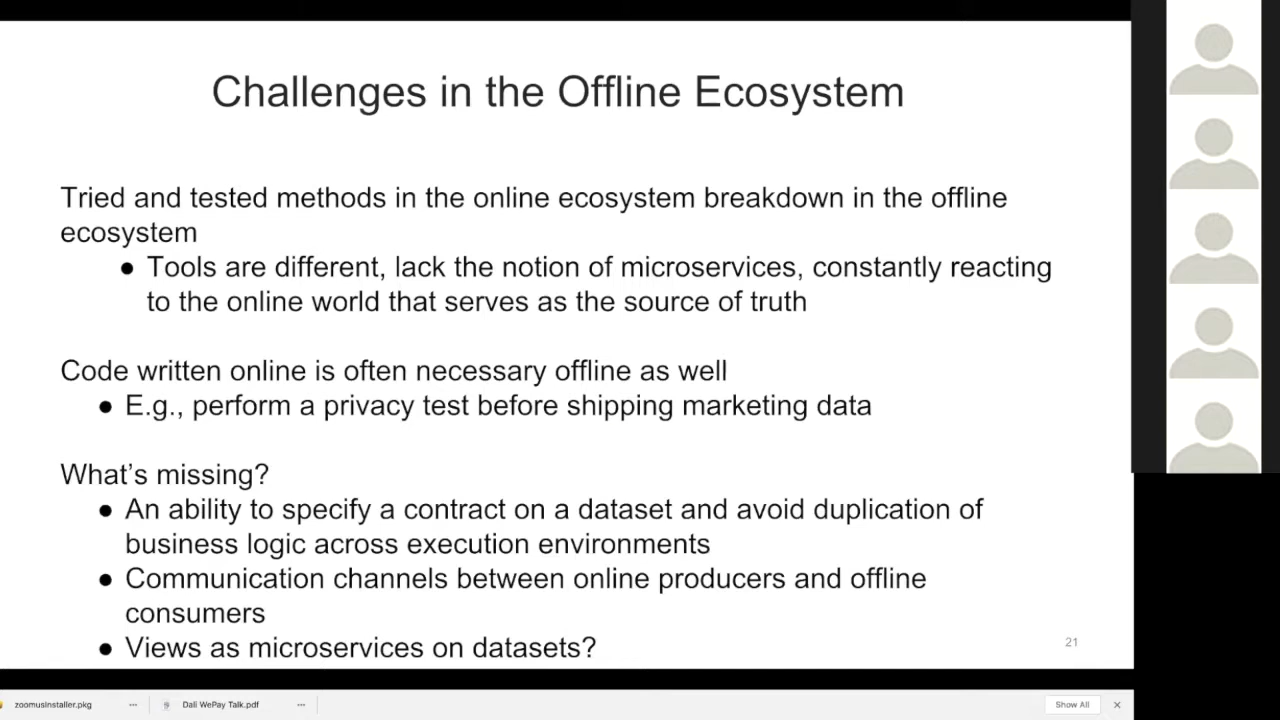 Challenges in the Offline Ecosystem
Tried and tested methods in the online ecosystem breakdown in the offline
ecosystem
● Tools are different, lack the notion of microservices, constantly reacting
to the online world that serves as the source of truth
Code written online is often necessary offline as well
● E.g., perform a privacy test before shipping marketing data
What's missing?
● An ability to specify a contract on a dataset and avoid duplication of
business logic across execution environments
● Communication channels between online producers and offline
consumers
● Views as microservices on datasets?
21
zoomusInstaller.pkg
Dali WePay Talk.pdf
Show All